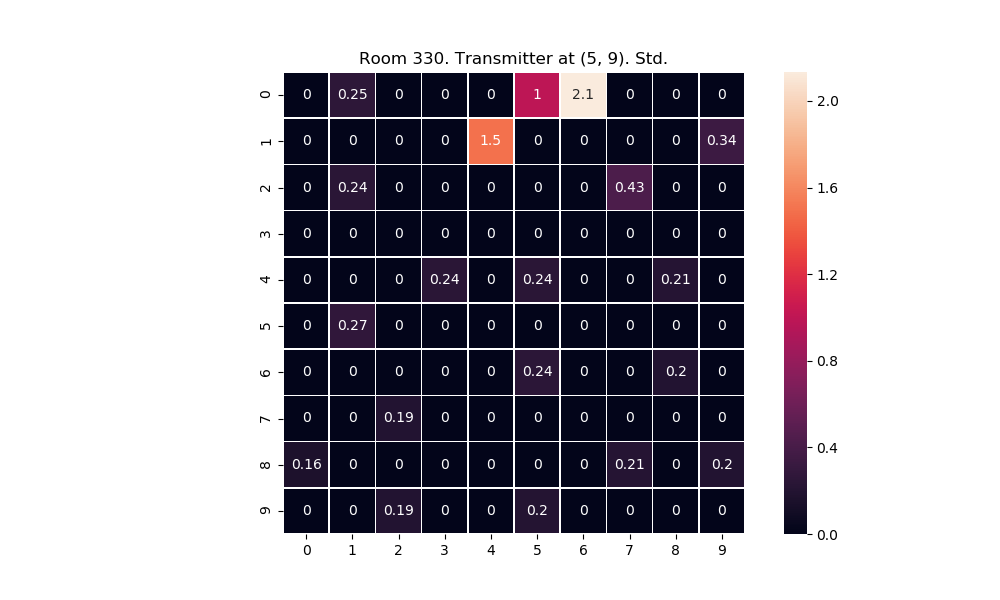 Room 330. Transmitter at (5, 9). Std.
0 0 0.25 0 0 0 1 2.1 0 0 0
1 0 0 0 0 1.5 0 0 0 0 0.34
2 0 0.24 0 0 0 0 0 0.43 0 0
3 0 0 0 0 0 0 0 0 0 0
4 0 0 0 0.24 0 0.24 0 0 0.21 0
5 0 0.27 0 0 0 0 0 0 0 0
6 0 0 0 0 0 0.24 0 0 0.2 0
7 0 0 0.19 0 0 0 0 0 0 0
8 0.16 0 0 0 0 0 0 0.21 0 0.2
9 0 0 0.19 0 0 0.2 0 0 0 0
0 1 2 3 4 5 6 7 8 9
2.0
1.6
1.2
0.8
0.4
0.0